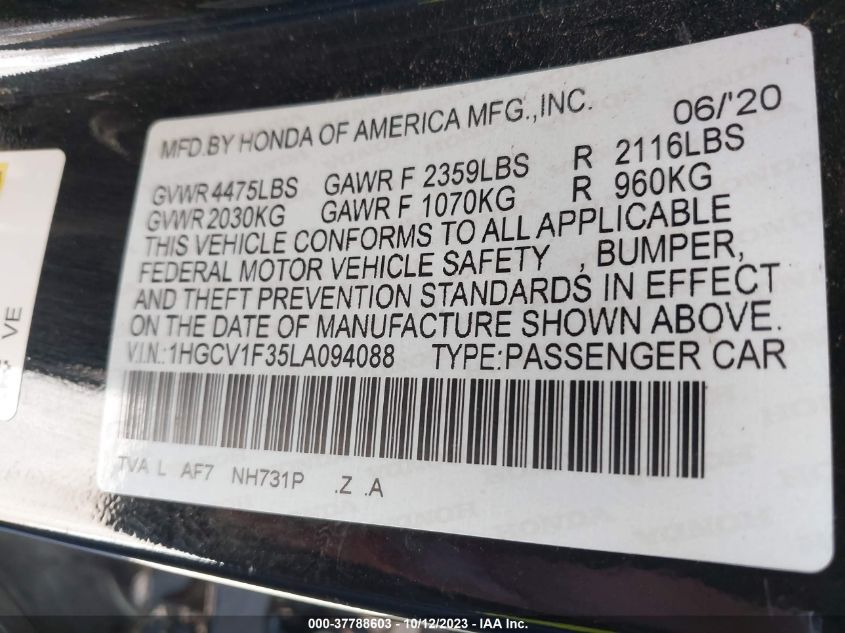 MFD.BY HONDA OF AMERICA MFG.,INC. 06/'20
GVWR 4475LBS GAWR F 2359LBS R 2116LBS
GVWR 2030KG GAWR F 1070KG R 960KG
THIS VEHICLE CONFORMS TO ALL APPLICABLE
FEDERAL MOTOR VEHICLE SAFETY , BUMPER,
AND THEFT PREVENTION STANDARDS IN EFFECT
ON THE DATE OF MANUFACTURE SHOWN ABOVE.
V.I.N.:1HGCV1F35LA094088 TYPE:PASSENGER CAR
TVA L AF7 NH731P .Z .A
VE
000-37788603 - 10/12/2023 - IAA Inc.